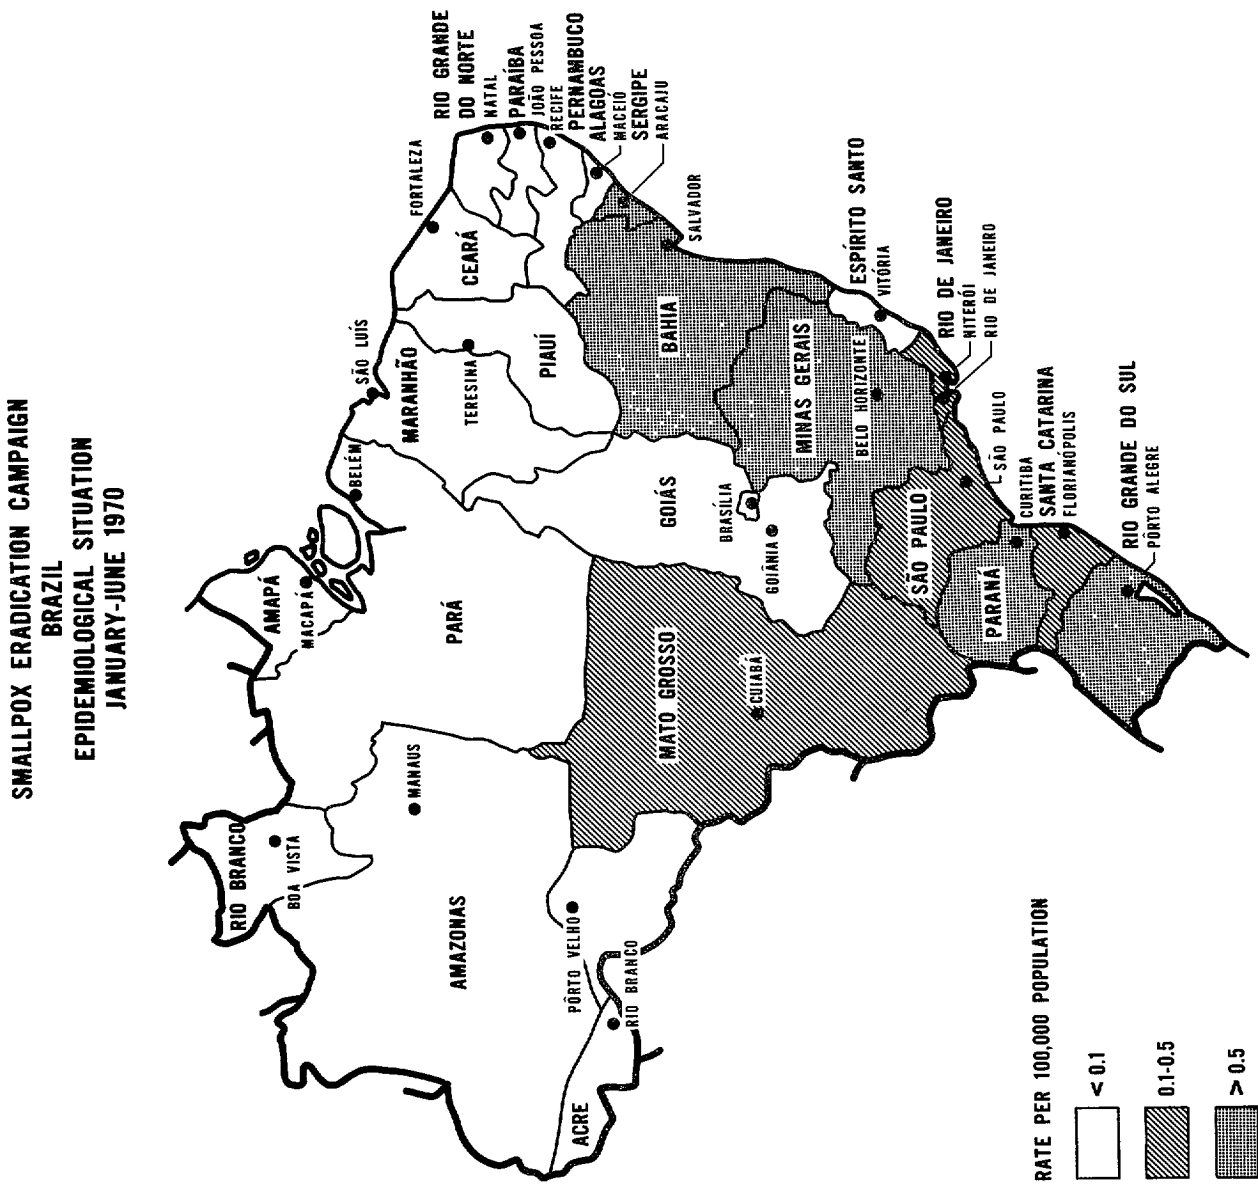 SMALLPOX ERADICATION CAMPAIGN
BRAZIL
EPIDEMIOLOGICAL SITUATION
JANUARY-JUNE 1970
RIO BRANCO
BOA VISTA
AMAPÁ
MACAPÁ
BELÉM
SÃO LUÍS
FORTALEZA
RIO GRANDE
DO NORTE
NATAL
PARAÍBA
JOÃO PESSOA
RECIFE
PERNAMBUCO
ALAGOAS
MACEIÓ
SERGIPE
ARACAJU
AMAZONAS
MANAUS
PARÁ
MARANHÃO
TERESINA
CEARÁ
PIAUÍ
ACRE
PÔRTO VELHO
RIO BRANCO
MATO GROSSO
CUIABÁ
GOIÁS
BRASÍLIA
GOIÂNIA
BAHIA
SALVADOR
MINAS GERAIS
BELO HORIZONTE
ESPÍRITO SANTO
VITÓRIA
RIO DE JANEIRO
NITERÓI
RIO DE JANEIRO
SÃO PAULO
SÃO PAULO
PARANÁ
CURITIBA
SANTA CATARINA
FLORIANÓPOLIS
RIO GRANDE DO SUL
PÔRTO ALEGRE
RATE PER 100,000 POPULATION
< 0.1
0.1-0.5
> 0.5